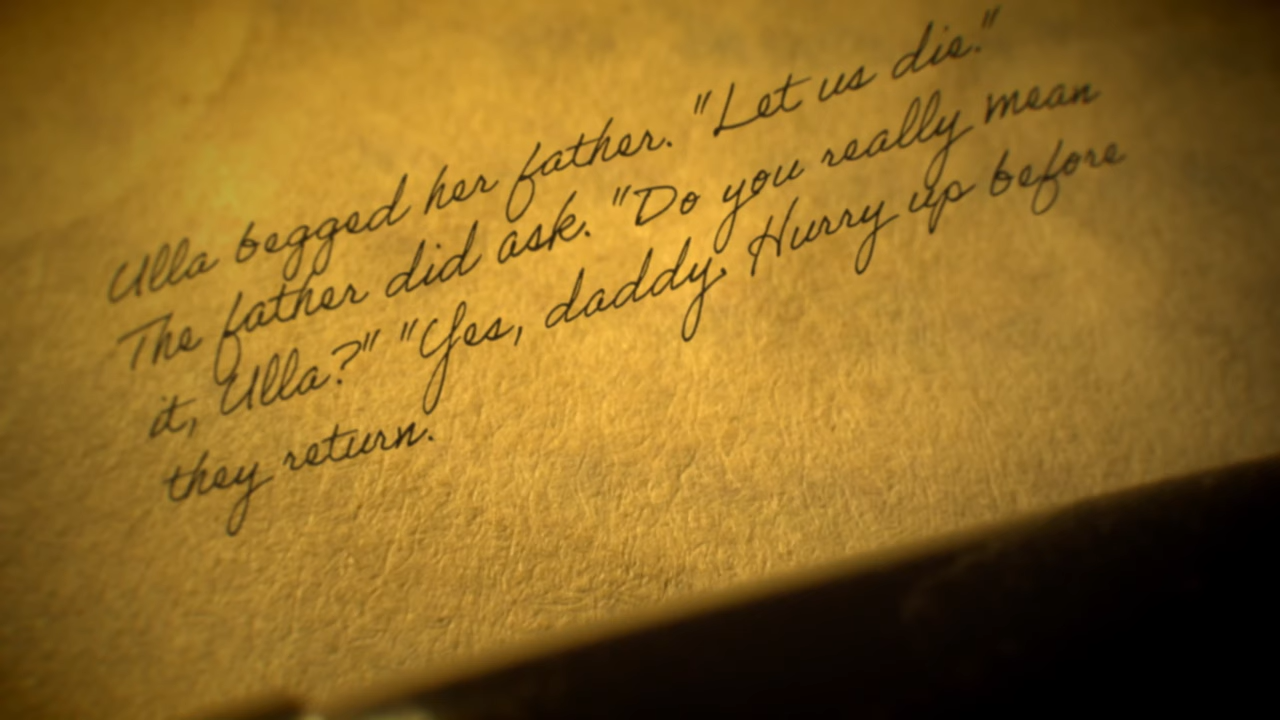 Ulla begged her father. "Let us die."
The father did ask. "Do you really mean
it, Ulla?" "Yes, daddy. Hurry up before
they return.